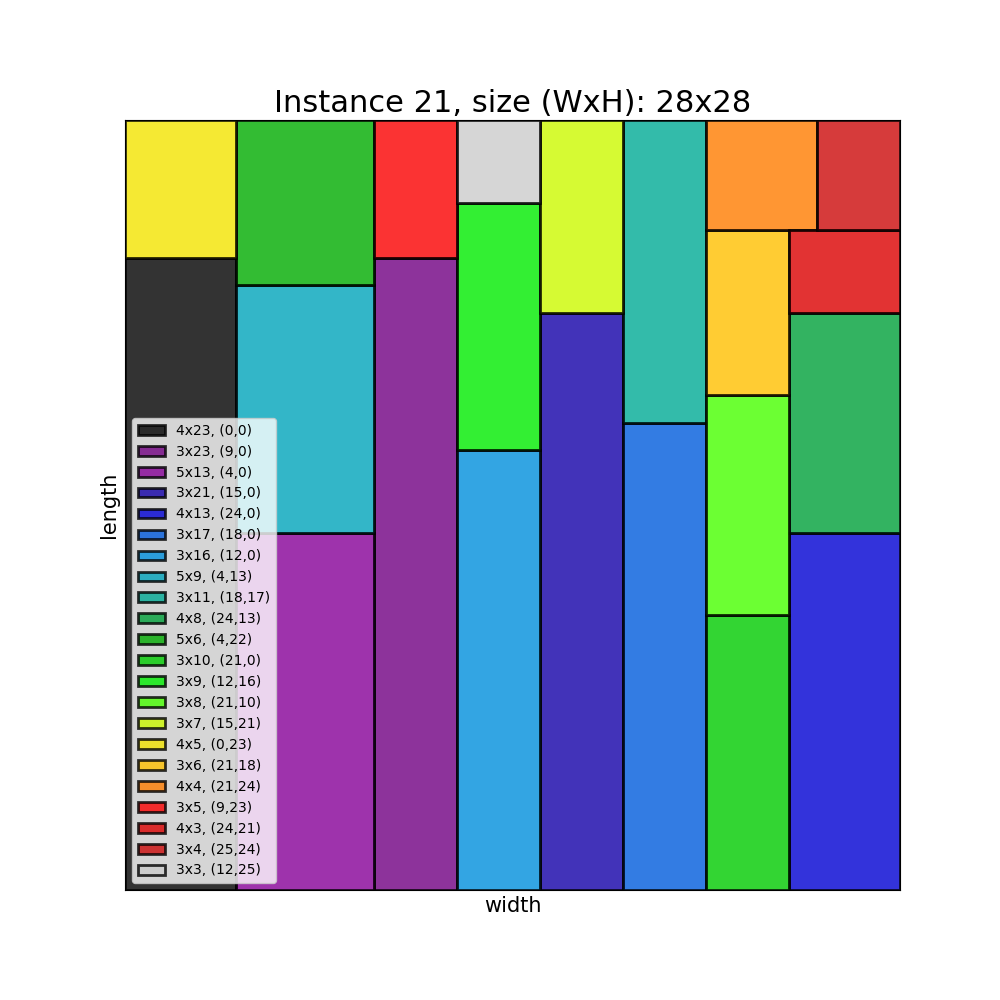 Instance 21, size (WxH): 28x28
length
4x23, (0,0)
3x23, (9,0)
5x13, (4,0)
3x21, (15,0)
4x13, (24,0)
3x17, (18,0)
3x16, (12,0)
5x9, (4,13)
3x11, (18,17)
4x8, (24,13)
5x6, (4,22)
3x10, (21,0)
3x9, (12,16)
3x8, (21,10)
3x7, (15,21)
4x5, (0,23)
3x6, (21,18)
4x4, (21,24)
3x5, (9,23)
4x3, (24,21)
3x4, (25,24)
3x3, (12,25)
width